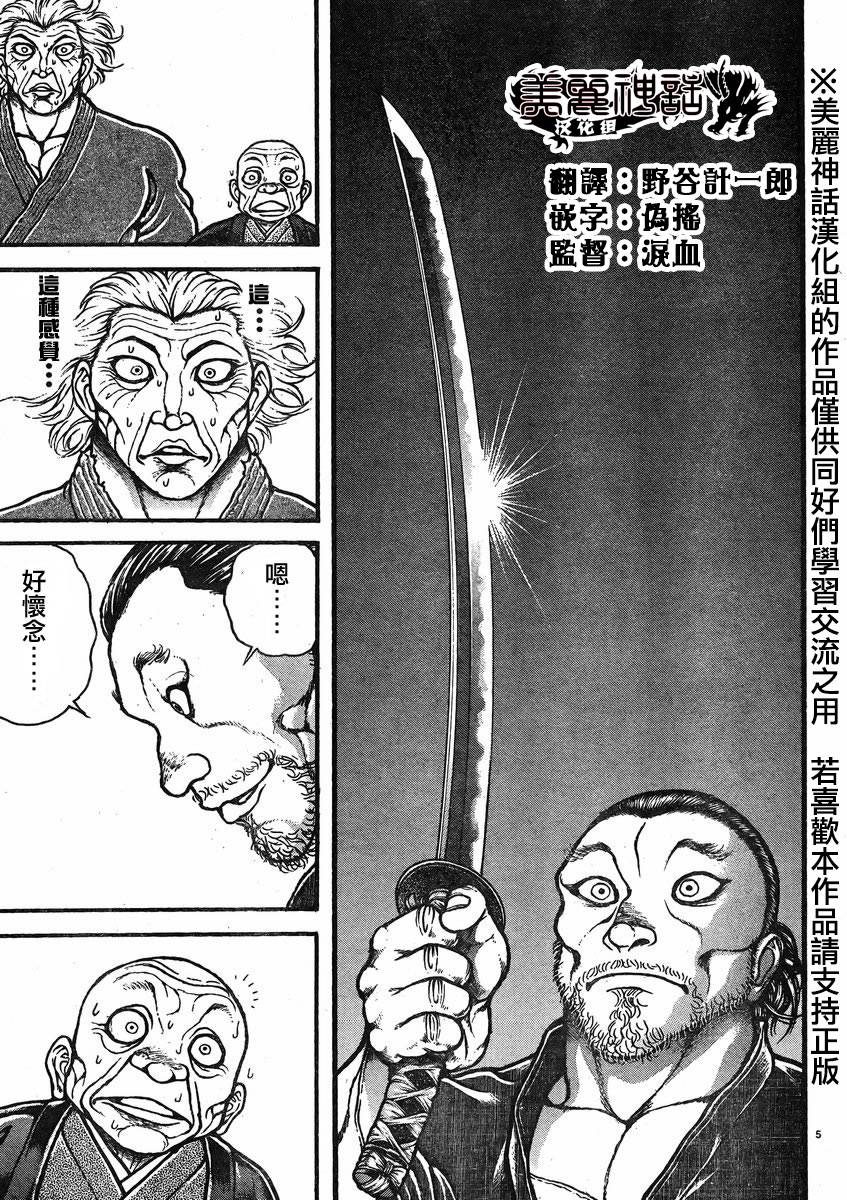 美麗神話
汉化组
翻譯：野谷計一郎
嵌字：偽搖
監督：淚血
※美麗神話漢化組的作品僅供同好們學習交流之用　若喜歡本作品請支持正版
這…
這種感覺…
嗯……
好懷念……
5